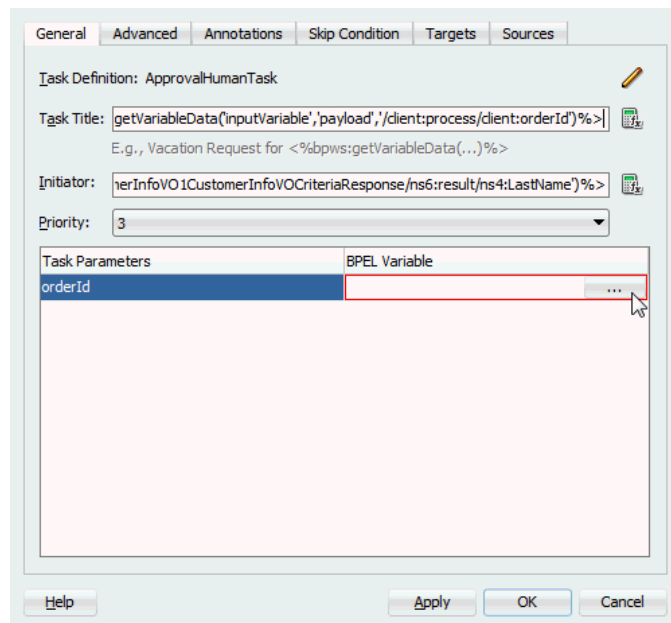 General Advanced Annotations Skip Condition Targets Sources
Task Definition: ApprovalHumanTask
Task Title: getVariableData('inputVariable','payload','/client:process/client:orderId')%>
E.g., Vacation Request for <%bpws:getVariableData(...)%>
Initiator: nerInfoVO1CustomerInfoVOCriteriaResponse/ns6:result/ns4:LastName')%>
Priority: 3
Task Parameters BPEL Variable
orderId ...
Help Apply OK Cancel